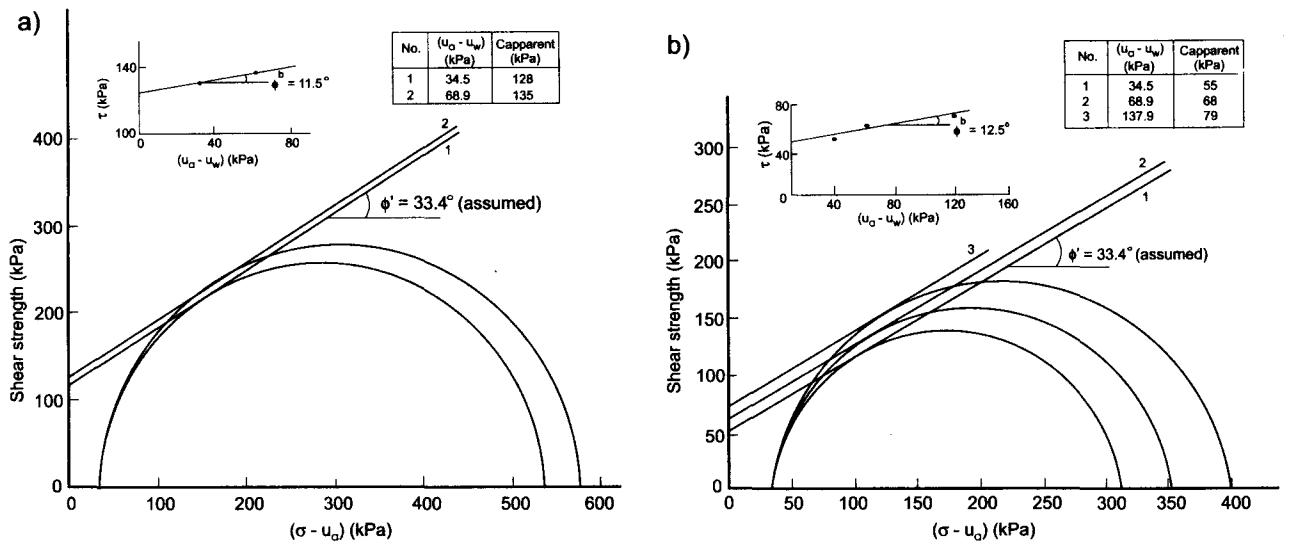 a)
No. (uₐ - u_w) (kPa) Capparent (kPa)
1 34.5 128
2 68.9 135
τ (kPa)
140
100
0 40 80
(uₐ - u_w) (kPa)
ϕᵇ = 11.5°
Shear strength (kPa)
400
300
200
100
0
2
1
ϕ' = 33.4° (assumed)
0 100 200 300 400 500 600
(σ - uₐ) (kPa)
b)
No. (uₐ - u_w) (kPa) Capparent (kPa)
1 34.5 55
2 68.9 68
3 137.9 79
τ (kPa)
80
40
0
0 40 80 120 160
(uₐ - u_w) (kPa)
ϕᵇ = 12.5°
Shear strength (kPa)
300
250
200
150
100
50
0
2
1
3
ϕ' = 33.4° (assumed)
0 50 100 150 200 250 300 350 400
(σ - uₐ) (kPa)